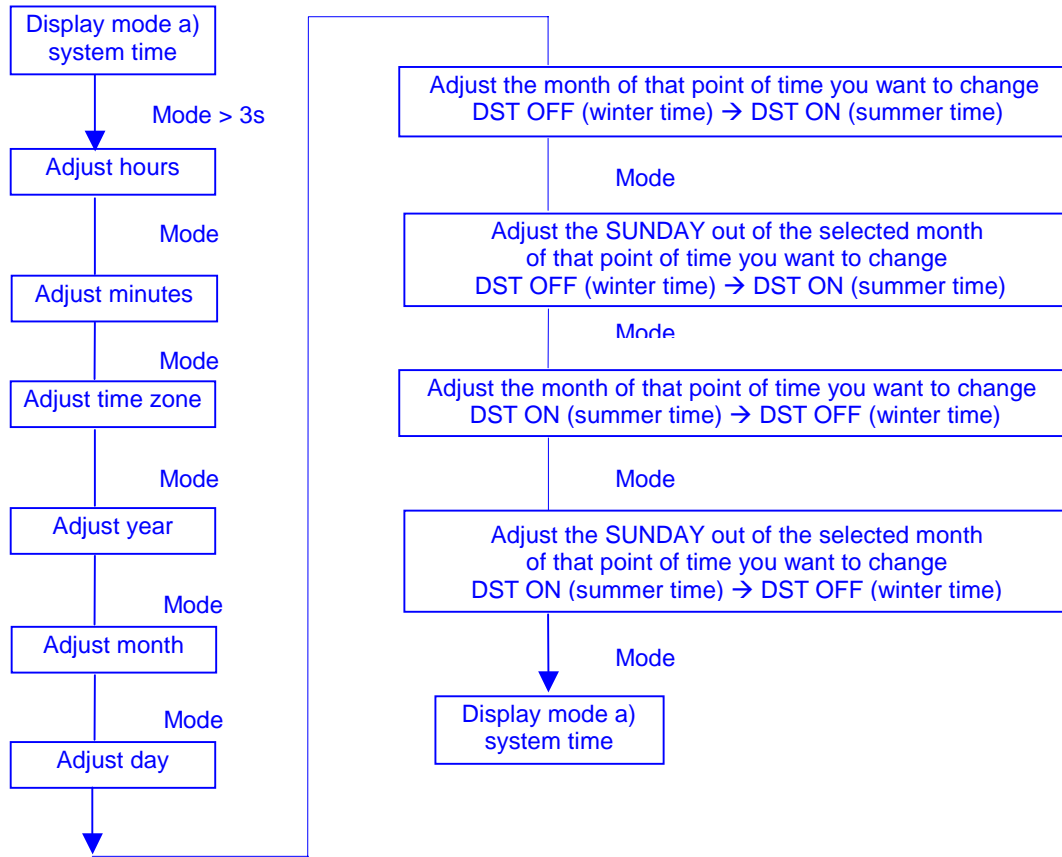 Display mode a)
system time
Mode > 3s
Adjust hours
Mode
Adjust minutes
Mode
Adjust time zone
Mode
Adjust year
Mode
Adjust month
Mode
Adjust day
Adjust the month of that point of time you want to change
DST OFF (winter time) → DST ON (summer time)
Mode
Adjust the SUNDAY out of the selected month
of that point of time you want to change
DST OFF (winter time) → DST ON (summer time)
Mode
Adjust the month of that point of time you want to change
DST ON (summer time) → DST OFF (winter time)
Mode
Adjust the SUNDAY out of the selected month
of that point of time you want to change
DST ON (summer time) → DST OFF (winter time)
Mode
Display mode a)
system time